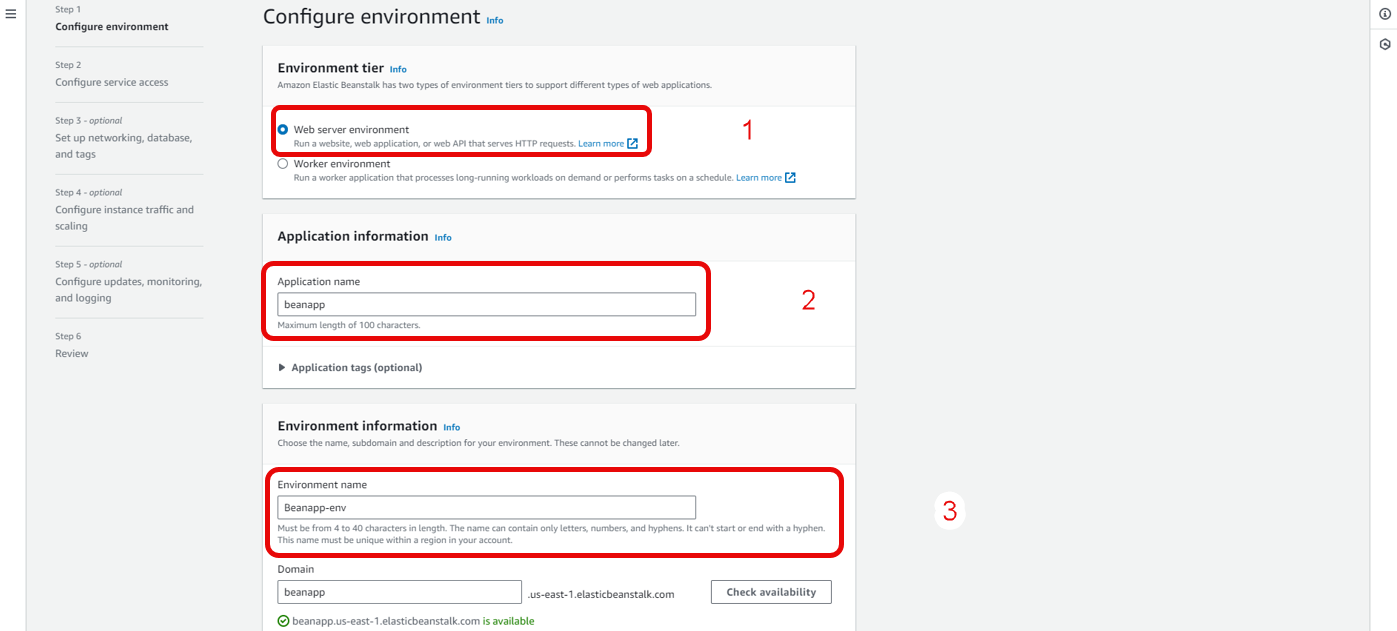 Step 1
Configure environment
Step 2
Configure service access
Step 3 - optional
Set up networking, database,
and tags
Step 4 - optional
Configure instance traffic and
scaling
Step 5 - optional
Configure updates, monitoring,
and logging
Step 6
Review
Configure environment Info
Environment tier Info
Amazon Elastic Beanstalk has two types of environment tiers to support different types of web applications.
Web server environment
Run a website, web application, or web API that serves HTTP requests. Learn more
1
Worker environment
Run a worker application that processes long-running workloads on demand or performs tasks on a schedule. Learn more
Application information Info
Application name
beanapp
Maximum length of 100 characters.
2
Application tags (optional)
Environment information Info
Choose the name, subdomain and description for your environment. These cannot be changed later.
Environment name
Beanapp-env
Must be from 4 to 40 characters in length. The name can contain only letters, numbers, and hyphens. It can't start or end with a hyphen.
This name must be unique within a region in your account.
3
Domain
beanapp .us-east-1.elasticbeanstalk.com Check availability
beanapp.us-east-1.elasticbeanstalk.com is available